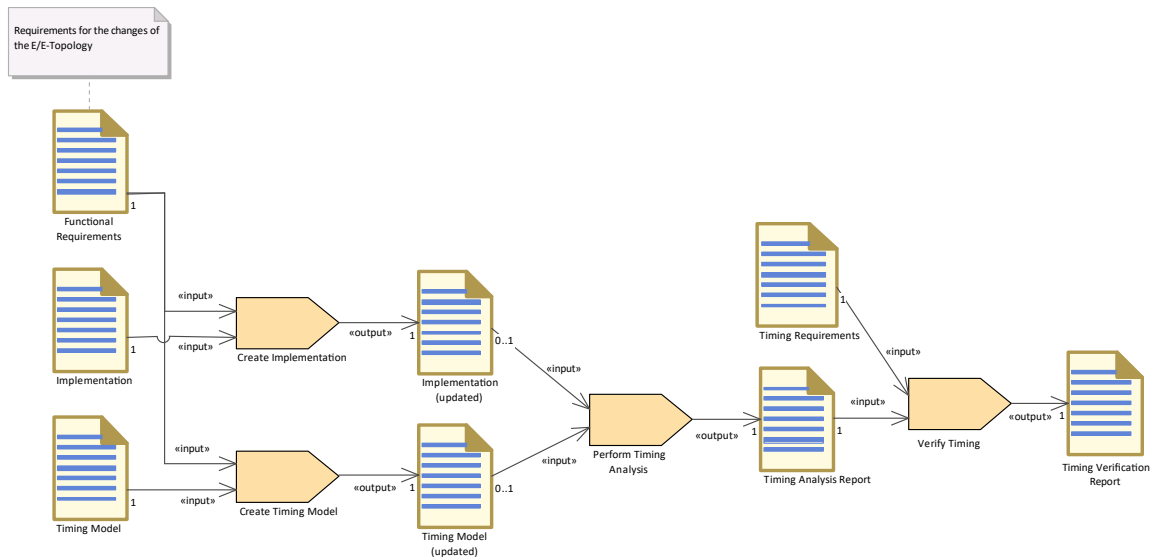 Requirements for the changes of
the E/E-Topology
1
Functional
Requirements
«input»
«input»
1
Implementation
Create Implementation
«output»
1
0..1
Implementation
(updated)
«input»
«input»
«input»
1
Timing Model
Create Timing Model
«output»
1
0..1
Timing Model
(updated)
«input»
Perform Timing
Analysis
«output»
1
1
Timing Requirements
«input»
1
Timing Analysis Report
«input»
Verify Timing
«output»
1
Timing Verification
Report